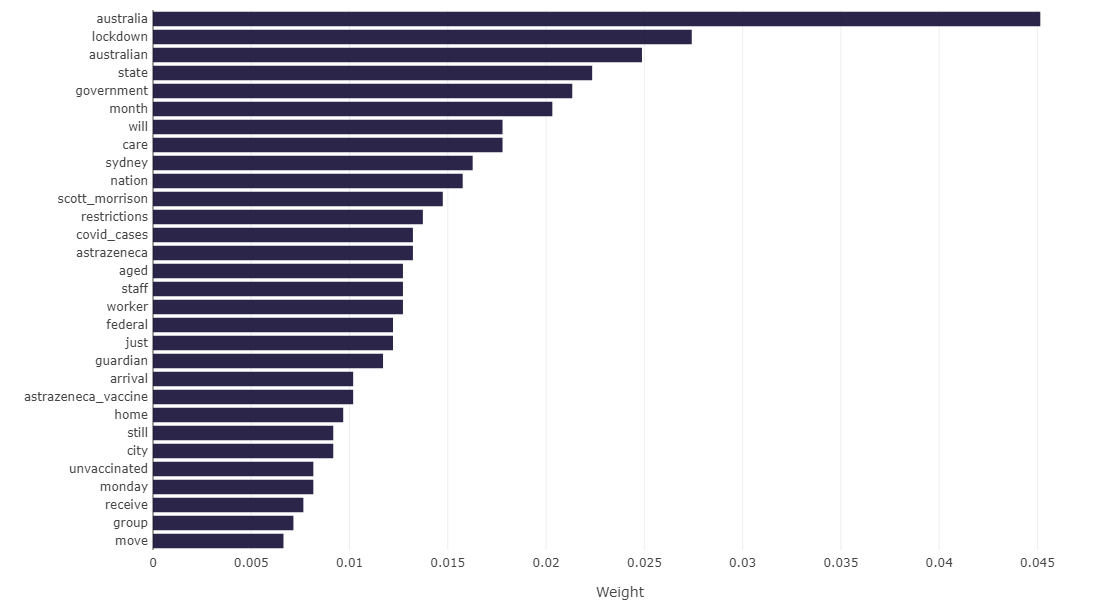 australia
lockdown
australian
state
government
month
will
care
sydney
nation
scott_morrison
restrictions
covid_cases
astrazeneca
aged
staff
worker
federal
just
guardian
arrival
astrazeneca_vaccine
home
still
city
unvaccinated
monday
receive
group
move
0 0.005 0.01 0.015 0.02 0.025 0.03 0.035 0.04 0.045
Weight